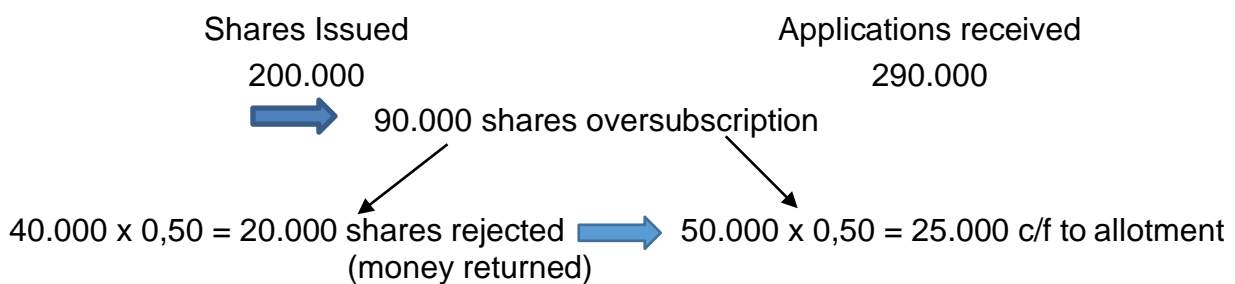 Shares Issued Applications received
200.000 290.000
90.000 shares oversubscription
40.000 x 0,50 = 20.000 shares rejected 50.000 x 0,50 = 25.000 c/f to allotment
(money returned)